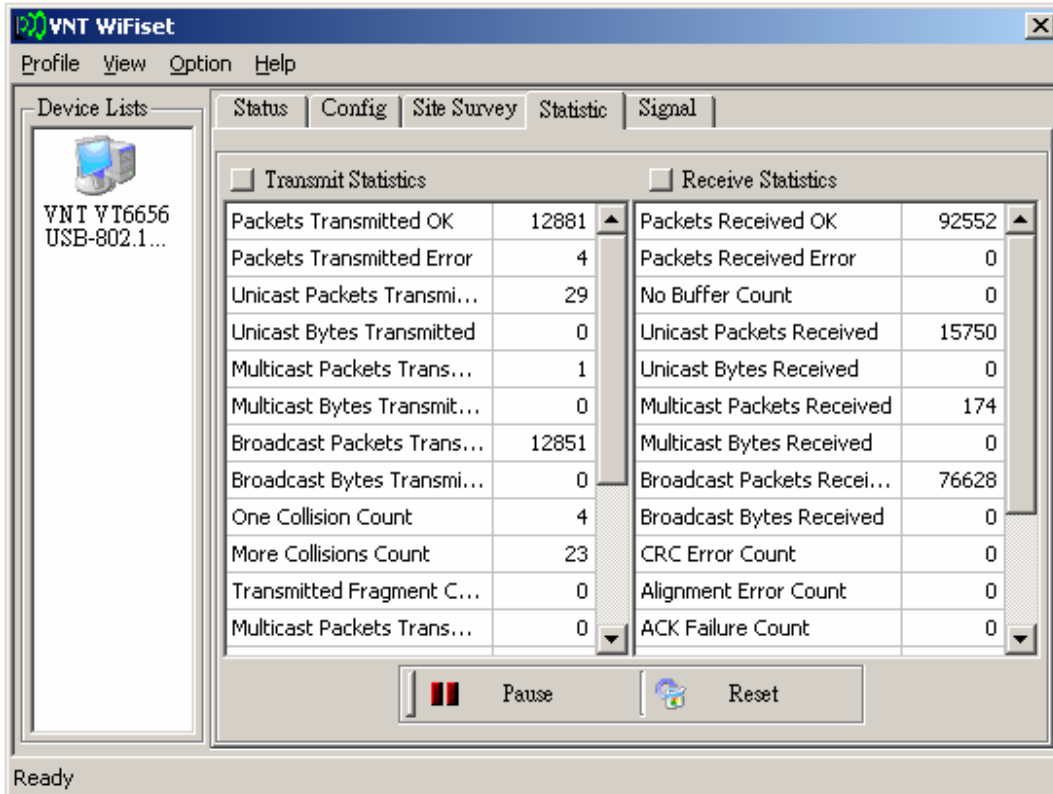 VNT WiFiset
Profile View Option Help
Device Lists
VNT VT6656
USB-802.1...
Status Config Site Survey Statistic Signal
Transmit Statistics
Packets Transmitted OK 12881
Packets Transmitted Error 4
Unicast Packets Transmi... 29
Unicast Bytes Transmitted 0
Multicast Packets Trans... 1
Multicast Bytes Transmit... 0
Broadcast Packets Trans... 12851
Broadcast Bytes Transmi... 0
One Collision Count 4
More Collisions Count 23
Transmitted Fragment C... 0
Multicast Packets Trans... 0
Receive Statistics
Packets Received OK 92552
Packets Received Error 0
No Buffer Count 0
Unicast Packets Received 15750
Unicast Bytes Received 0
Multicast Packets Received 174
Multicast Bytes Received 0
Broadcast Packets Recei... 76628
Broadcast Bytes Received 0
CRC Error Count 0
Alignment Error Count 0
ACK Failure Count 0
Pause Reset
Ready